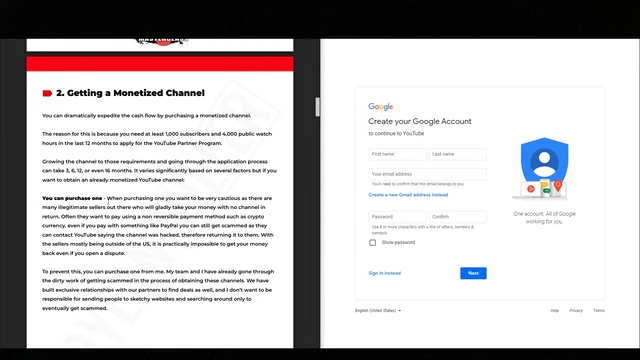 2. Getting a Monetized Channel
You can dramatically expedite the cash flow by purchasing a monetized channel.
The reason for this is because you need at least 1,000 subscribers and 4,000 public watch
hours in the last 12 months to apply for the YouTube Partner Program.
Growing the channel to those requirements and going through the application process
can take 3, 6, 12, or even 16 months. It varies significantly based on several factors but if you
want to obtain an already monetized YouTube channel:
You can purchase one - When purchasing one you want to be very cautious as there are
many illegitimate sellers out there who will gladly take your money with no channel in
return. Often they want to pay using a non reversible payment method such as crypto
currency, even if you pay with something like PayPal you can still get scammed as they
can contact YouTube saying the channel was hacked, therefore returning it to them. With
the sellers mostly being outside of the US, it is practically impossible to get your money
back even if you open a dispute.
To prevent this, you can purchase one from me. My team and I have already gone through
the dirty work of getting scammed in the process of obtaining these channels. We have
built exclusive relationships with our partners to find deals as well, and I don't want to be
responsible for sending people to sketchy websites and searching around only to
eventually get scammed.
Google
Create your Google Account
to continue to YouTube
First name
Last name
Your email address
You'll need to confirm that this email belongs to you.
Create a new Gmail address instead
Password
Confirm
Use 8 or more characters with a mix of letters, numbers &
symbols
Show password
Sign in instead
Next
One account. All of Google
working for you.
English (United States)
Help
Privacy
Terms